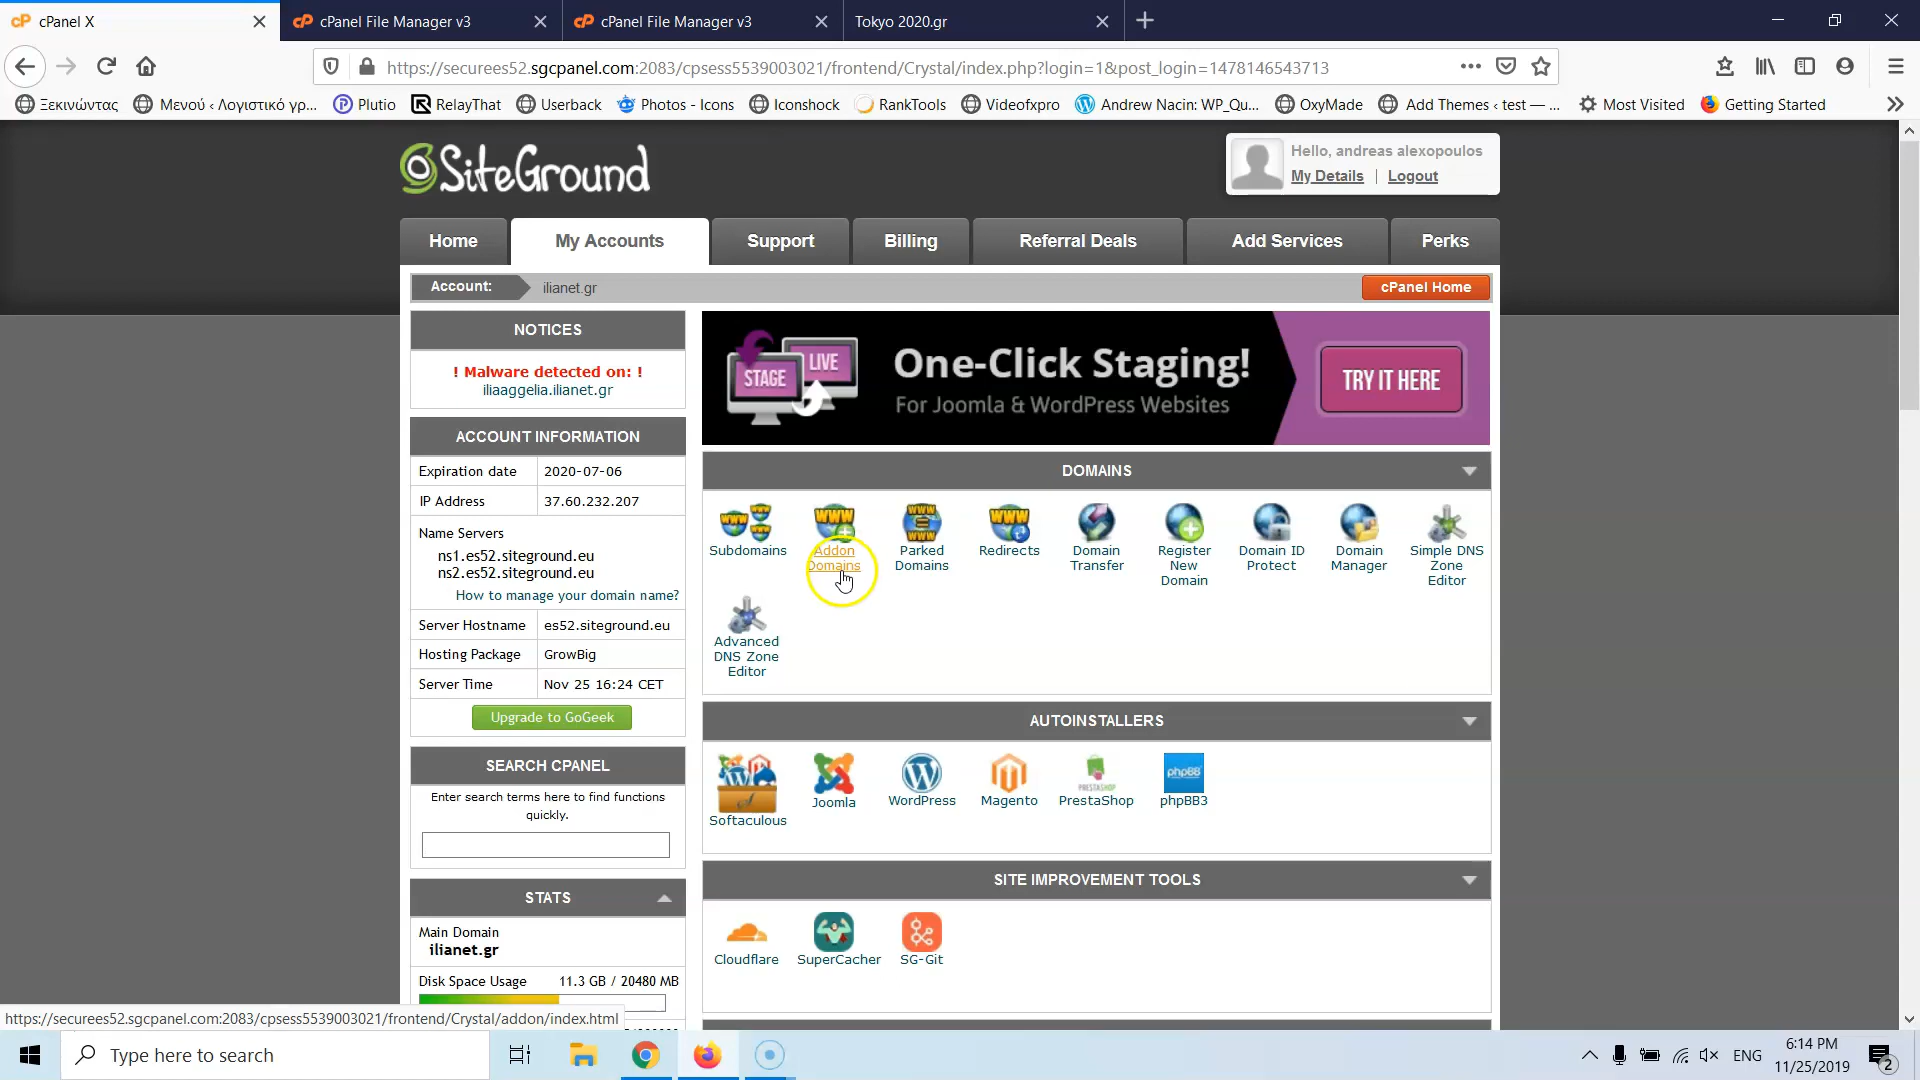 cPanel X
cPanel File Manager v3
cPanel File Manager v3
Tokyo 2020.gr
https://securees52.sgcpanel.com:2083/cpsess5539003021/frontend/Crystal/index.php?login=1&post_login=1478146543713
Ξεκινώντας
Μενού ‹ Λογιστικό γρ...
Plutio
RelayThat
Userback
Photos - Icons
Iconshock
RankTools
Videofxpro
Andrew Nacin: WP_Qu...
OxyMade
Add Themes ‹ test — ...
Most Visited
Getting Started
SiteGround
Hello, andreas alexopoulos
My Details | Logout
Home
My Accounts
Support
Billing
Referral Deals
Add Services
Perks
Account:
ilianet.gr
cPanel Home
NOTICES
! Malware detected on: !
iliaaggelia.ilianet.gr
ACCOUNT INFORMATION
Expiration date 2020-07-06
IP Address 37.60.232.207
Name Servers
ns1.es52.siteground.eu
ns2.es52.siteground.eu
How to manage your domain name?
Server Hostname es52.siteground.eu
Hosting Package GrowBig
Server Time Nov 25 16:24 CET
Upgrade to GoGeek
SEARCH CPANEL
Enter search terms here to find functions
quickly.
STATS
Main Domain
ilianet.gr
Disk Space Usage 11.3 GB / 20480 MB
STAGE
LIVE
One-Click Staging!
For Joomla & WordPress Websites
TRY IT HERE
DOMAINS
Subdomains
Addon
Domains
Parked
Domains
Redirects
Domain
Transfer
Register
New
Domain
Domain ID
Protect
Domain
Manager
Simple DNS
Zone
Editor
Advanced
DNS Zone
Editor
AUTOINSTALLERS
Softaculous
Joomla
WordPress
Magento
PrestaShop
phpBB3
SITE IMPROVEMENT TOOLS
Cloudflare
SuperCacher
SG-Git
https://securees52.sgcpanel.com:2083/cpsess5539003021/frontend/Crystal/addon/index.html
Type here to search
ENG
6:14 PM
11/25/2019
2